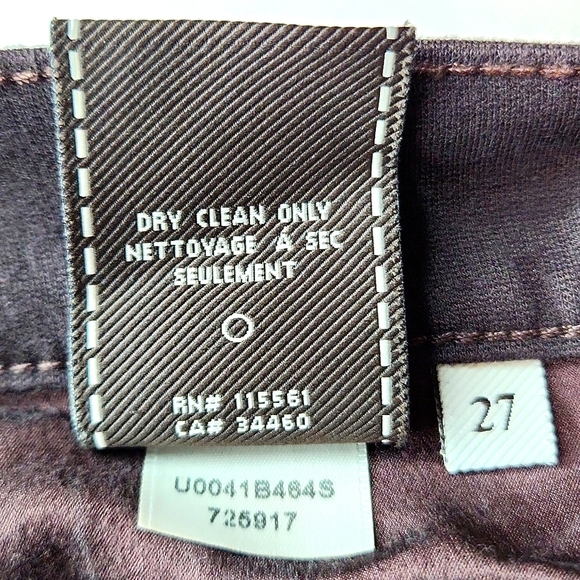 DRY CLEAN ONLY
NETTOYAGE À SEC
SEULEMENT
RN# 115561
CA# 34460
27
U0041B464S
725917